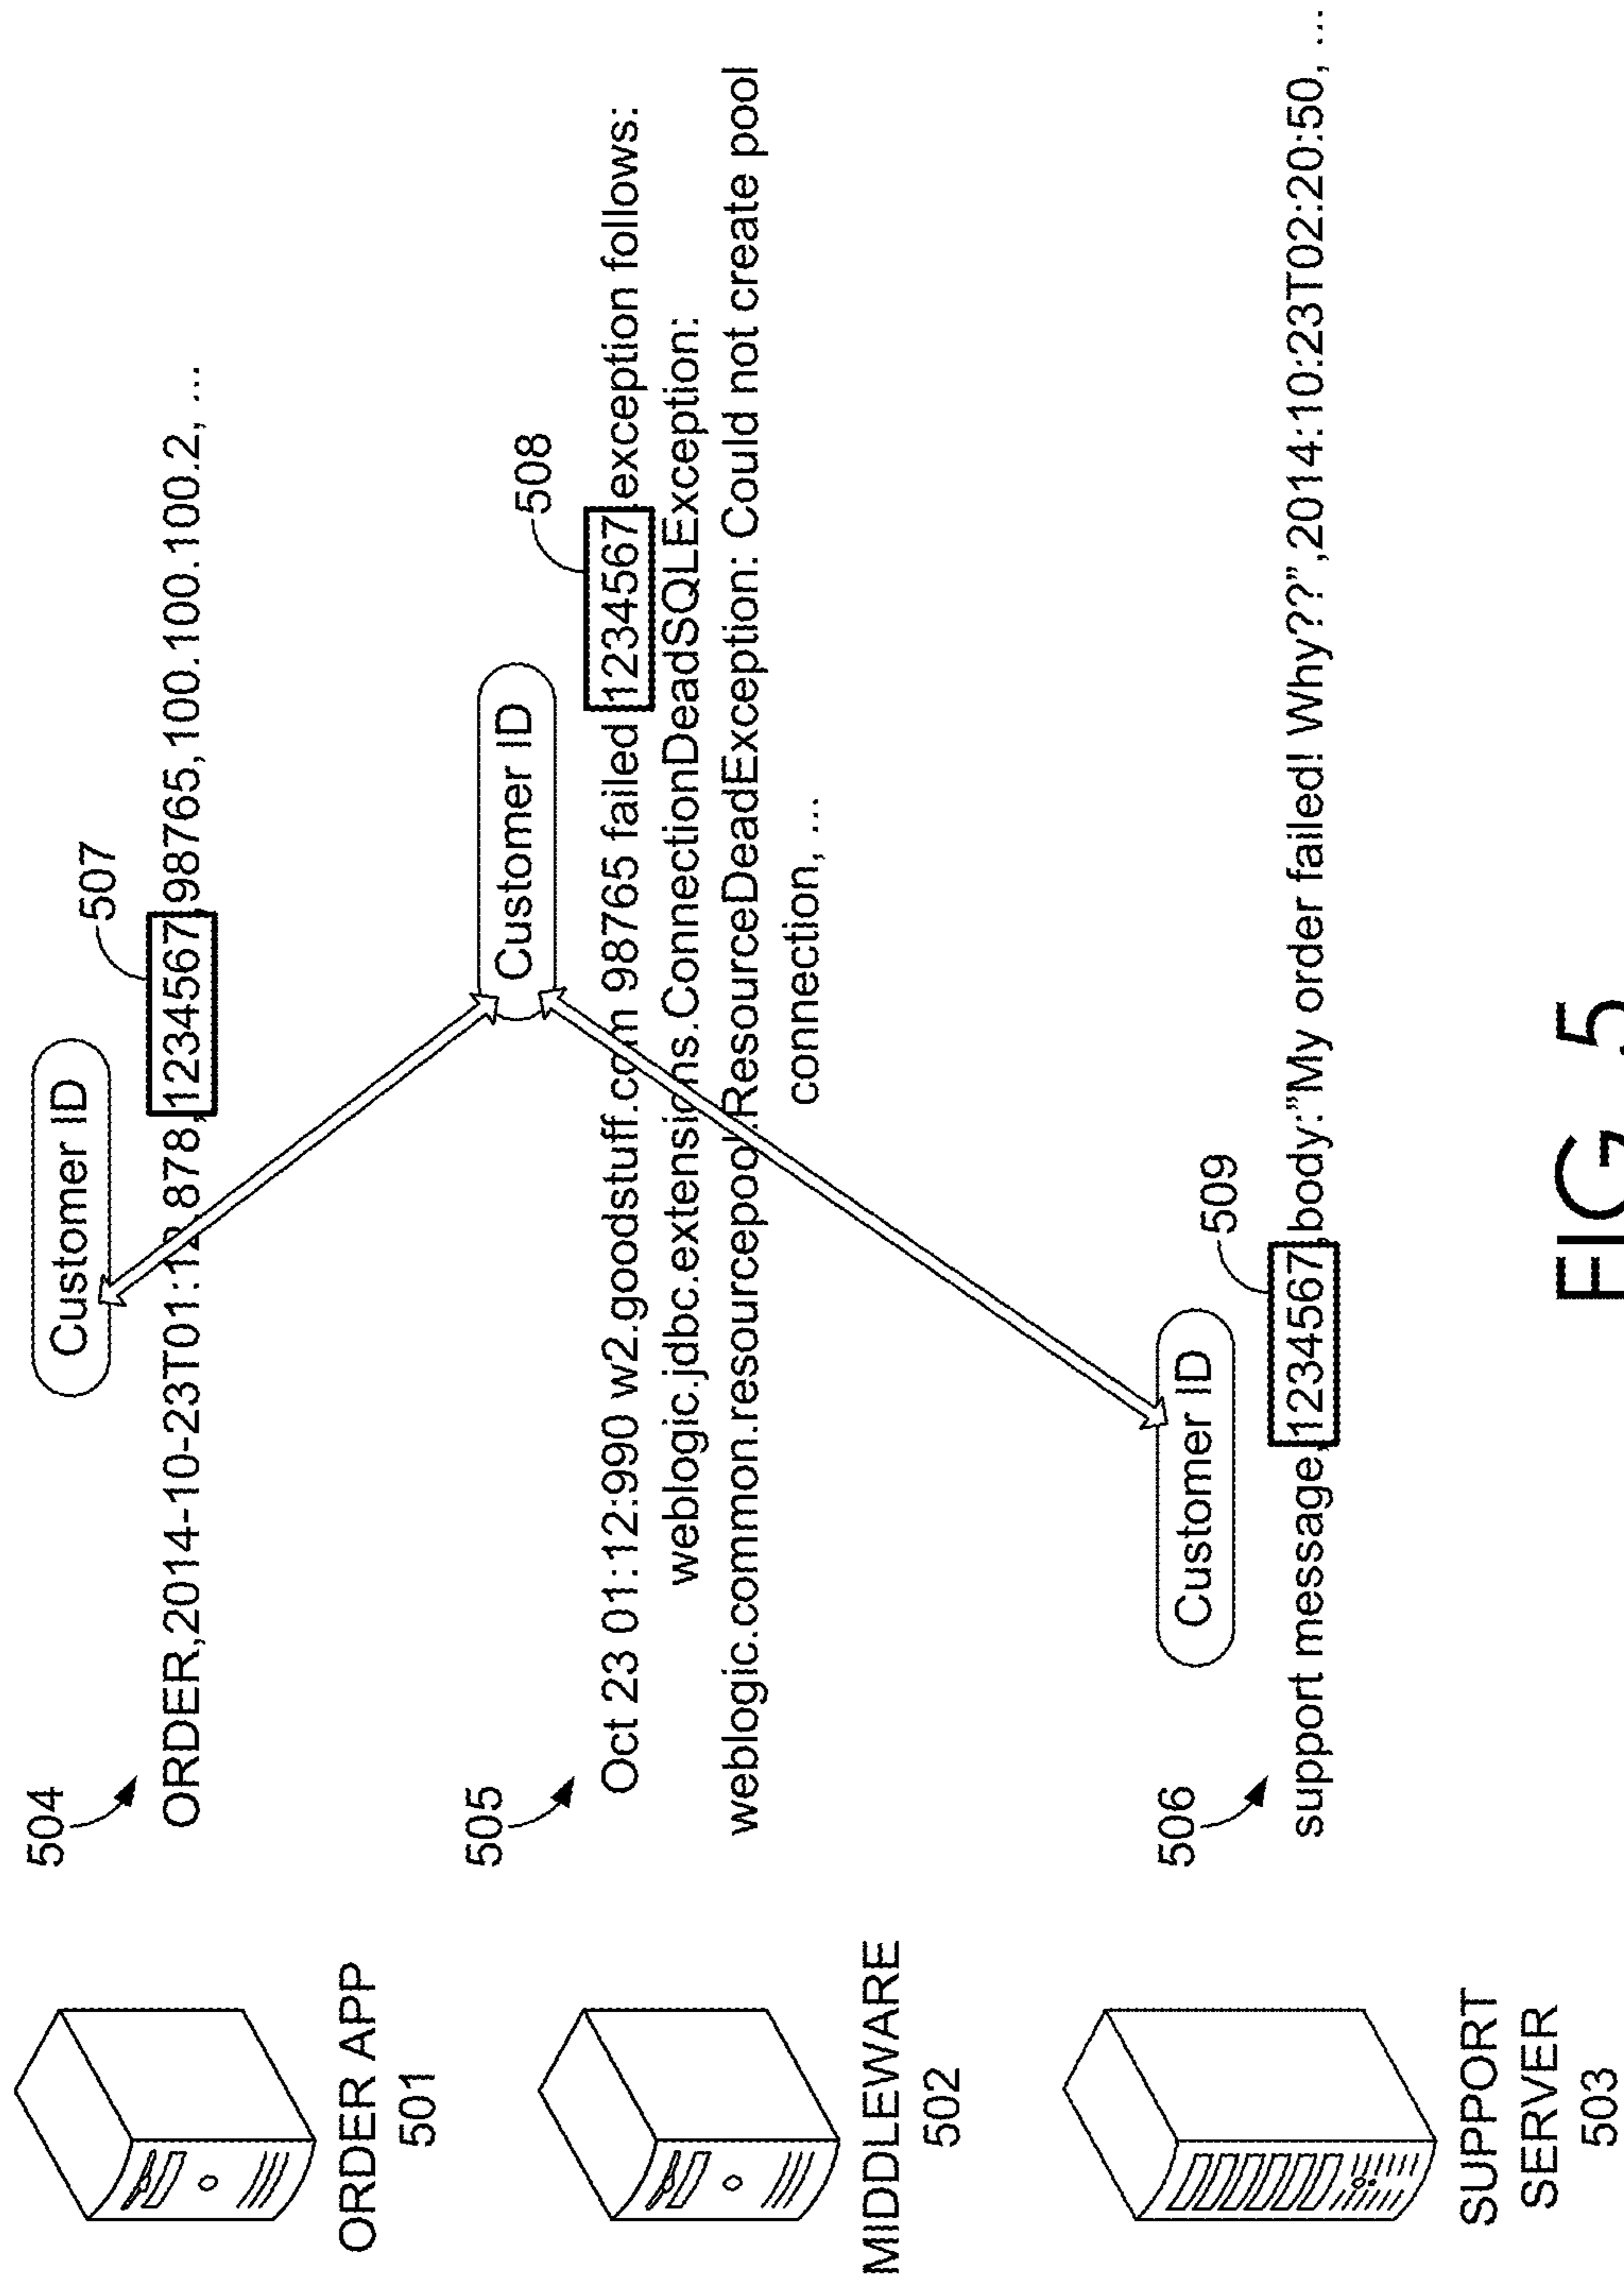 ORDER APP
501
504
Customer ID
507
ORDER,2014-10-23T01:12.878,1234567,98765,100.100.100.2, ...
MIDDLEWARE
502
505
Customer ID
508
Oct 23 01:12:990 w2.goodstuff.com 98765 failed 1234567 exception follows:
weblogic.jdbc.extensions.ConnectionDeadSQLException:
weblogic.common.resourcepool.ResourceDeadException: Could not create pool
connection, ...
SUPPORT
SERVER
503
506
Customer ID
509
support message,1234567,body:”My order failed! Why??”,2014:10:23T02:20:50, ...
FIG. 5